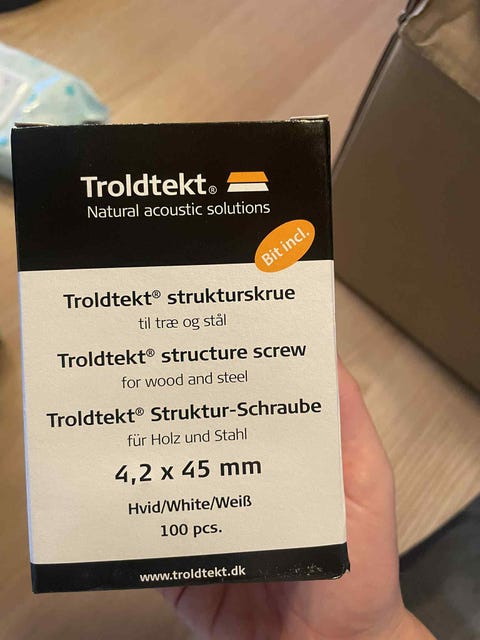 Troldtekt®
Natural acoustic solutions
Bit incl.
Troldtekt® strukturskrue
til træ og stål
Troldtekt® structure screw
for wood and steel
Troldtekt® Struktur-Schraube
für Holz und Stahl
4,2 x 45 mm
Hvid/White/Weiß
100 pcs.
www.troldtekt.dk